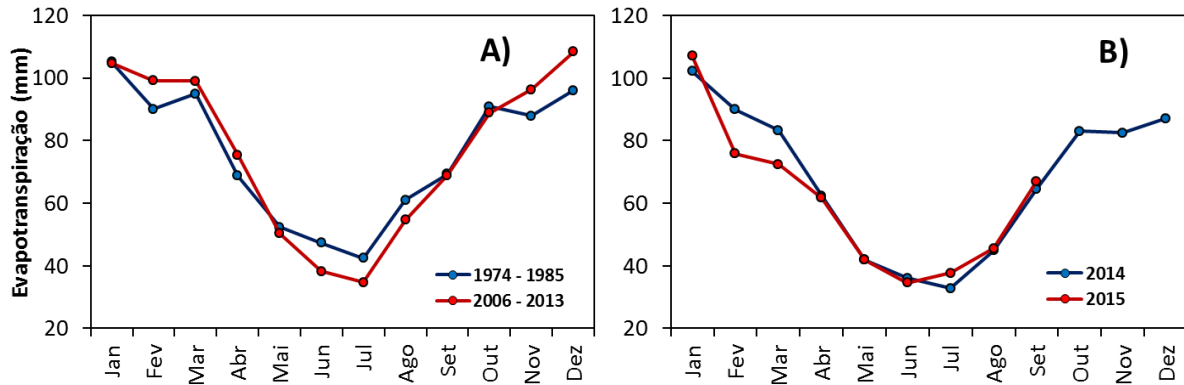 Evapotranspiração (mm)
120
100
80
60
40
20
A)
1974 - 1985
2006 - 2013
Jan
Fev
Mar
Abr
Mai
Jun
Jul
Ago
Set
Out
Nov
Dez
120
100
80
60
40
20
B)
2014
2015
Jan
Fev
Mar
Abr
Mai
Jun
Jul
Ago
Set
Out
Nov
Dez